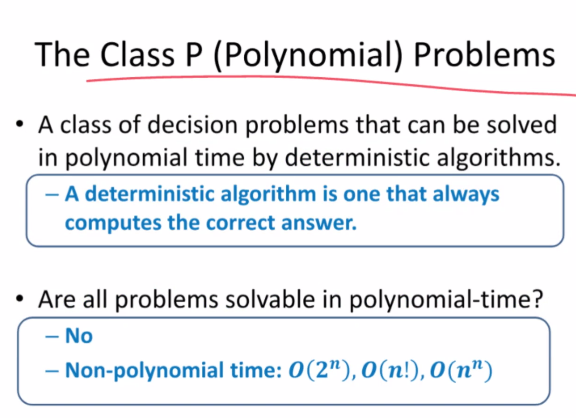 The Class P (Polynomial) Problems
• A class of decision problems that can be solved
in polynomial time by deterministic algorithms.
– A deterministic algorithm is one that always
computes the correct answer.
• Are all problems solvable in polynomial-time?
– No
– Non-polynomial time: O(2ⁿ), O(n!), O(nⁿ)